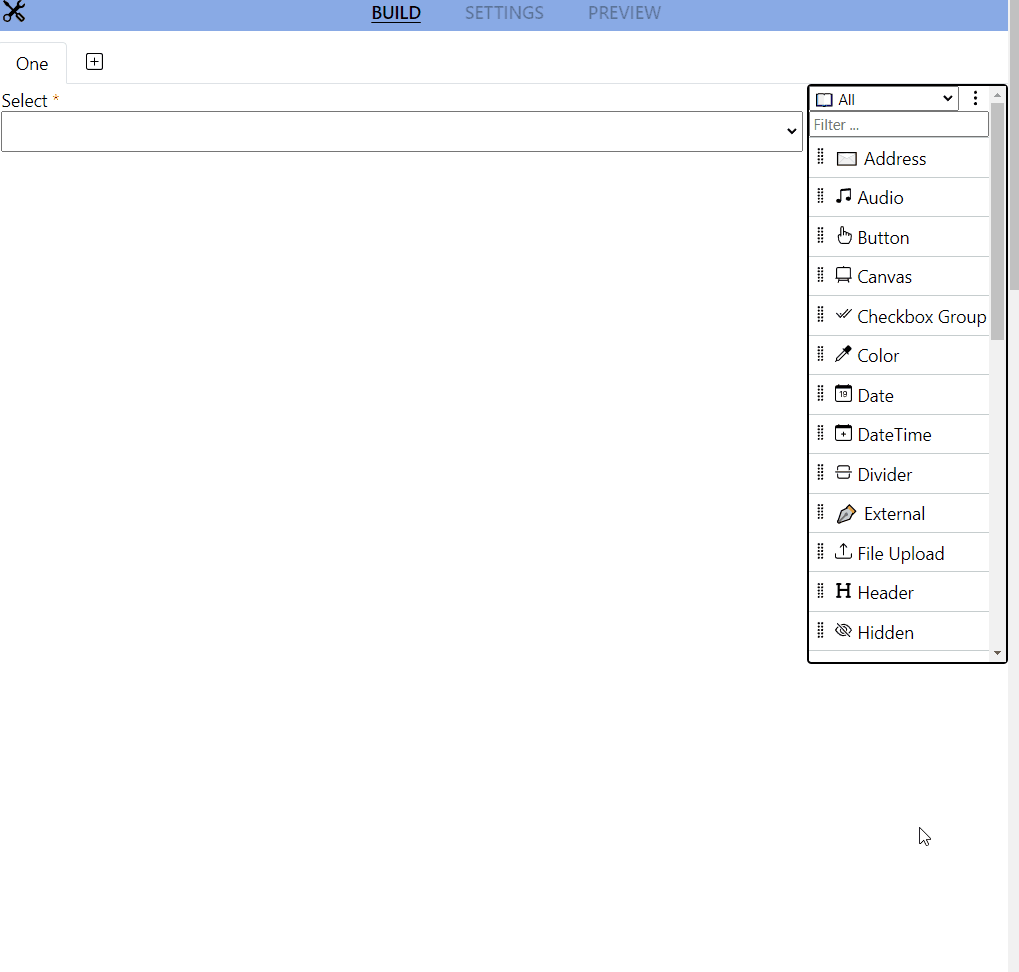 BUILD SETTINGS PREVIEW
One
Select *
All
Filter ...
Address
Audio
Button
Canvas
Checkbox Group
Color
19 Date
DateTime
Divider
External
File Upload
H Header
Hidden